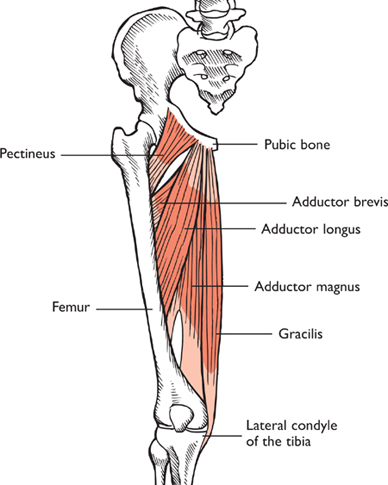 Pectineus
Pubic bone
Adductor brevis
Adductor longus
Adductor magnus
Femur
Gracilis
Lateral condyle
of the tibia